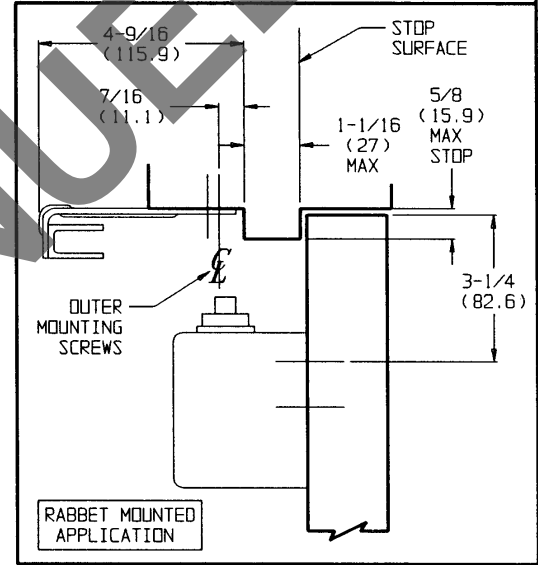 4-9/16
(115.9)
STOP
SURFACE
7/16
(11.1)
1-1/16
(27)
MAX
5/8
(15.9)
MAX
STOP
℄
3-1/4
(82.6)
OUTER
MOUNTING
SCREWS
RABBET MOUNTED
APPLICATION